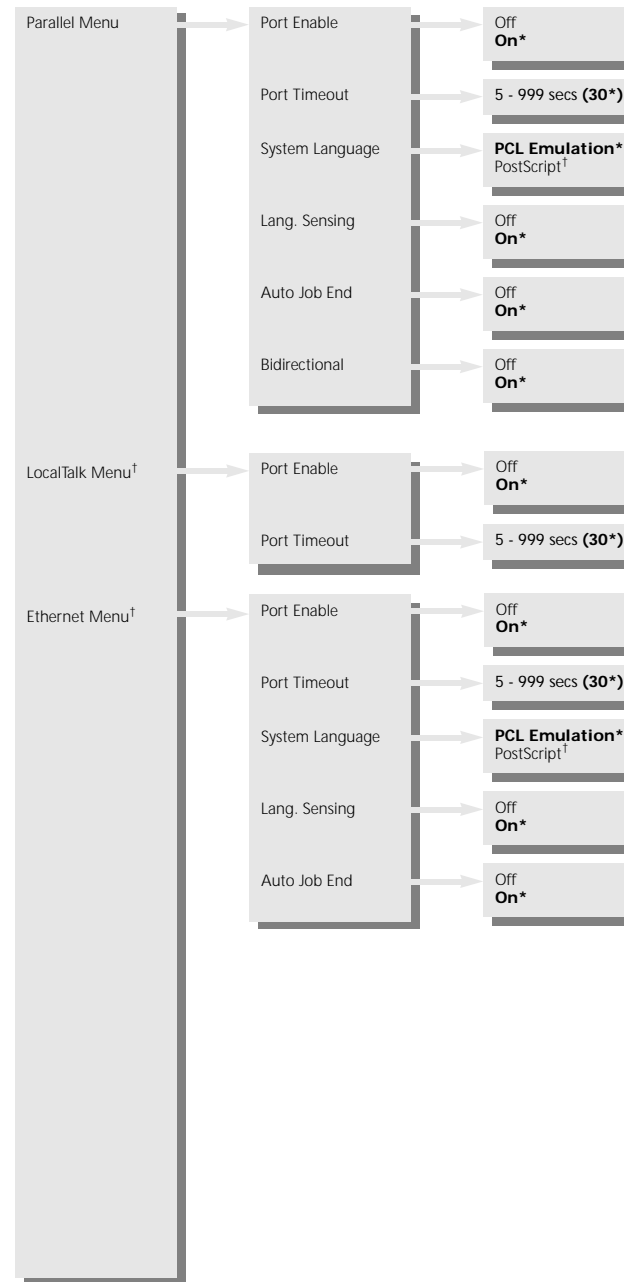 Parallel Menu
Port Enable
Off
On*
Port Timeout
5 - 999 secs (30*)
System Language
PCL Emulation*
PostScript†
Lang. Sensing
Off
On*
Auto Job End
Off
On*
Bidirectional
Off
On*
LocalTalk Menu†
Port Enable
Off
On*
Port Timeout
5 - 999 secs (30*)
Ethernet Menu†
Port Enable
Off
On*
Port Timeout
5 - 999 secs (30*)
System Language
PCL Emulation*
PostScript†
Lang. Sensing
Off
On*
Auto Job End
Off
On*